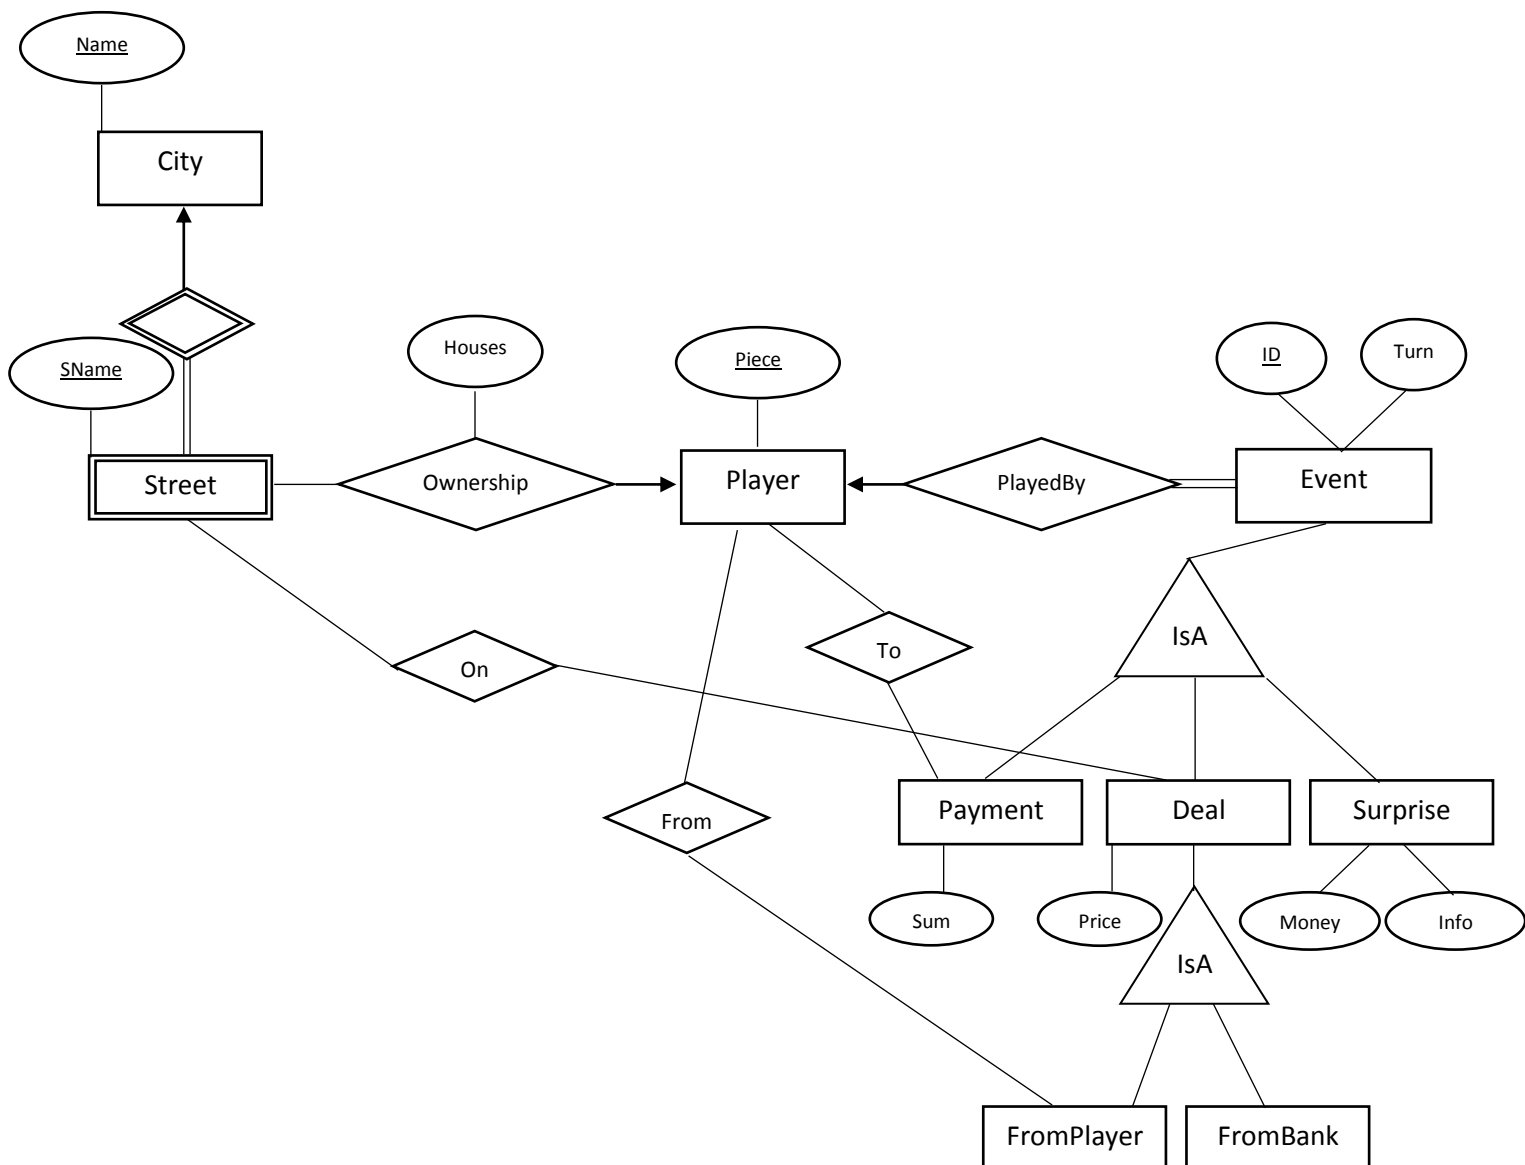 Name
City
Houses
Piece
ID
Turn
SName
Street
Ownership
Player
PlayedBy
Event
IsA
To
On
From
Payment
Deal
Surprise
Sum
Price
Money
Info
IsA
FromPlayer
FromBank